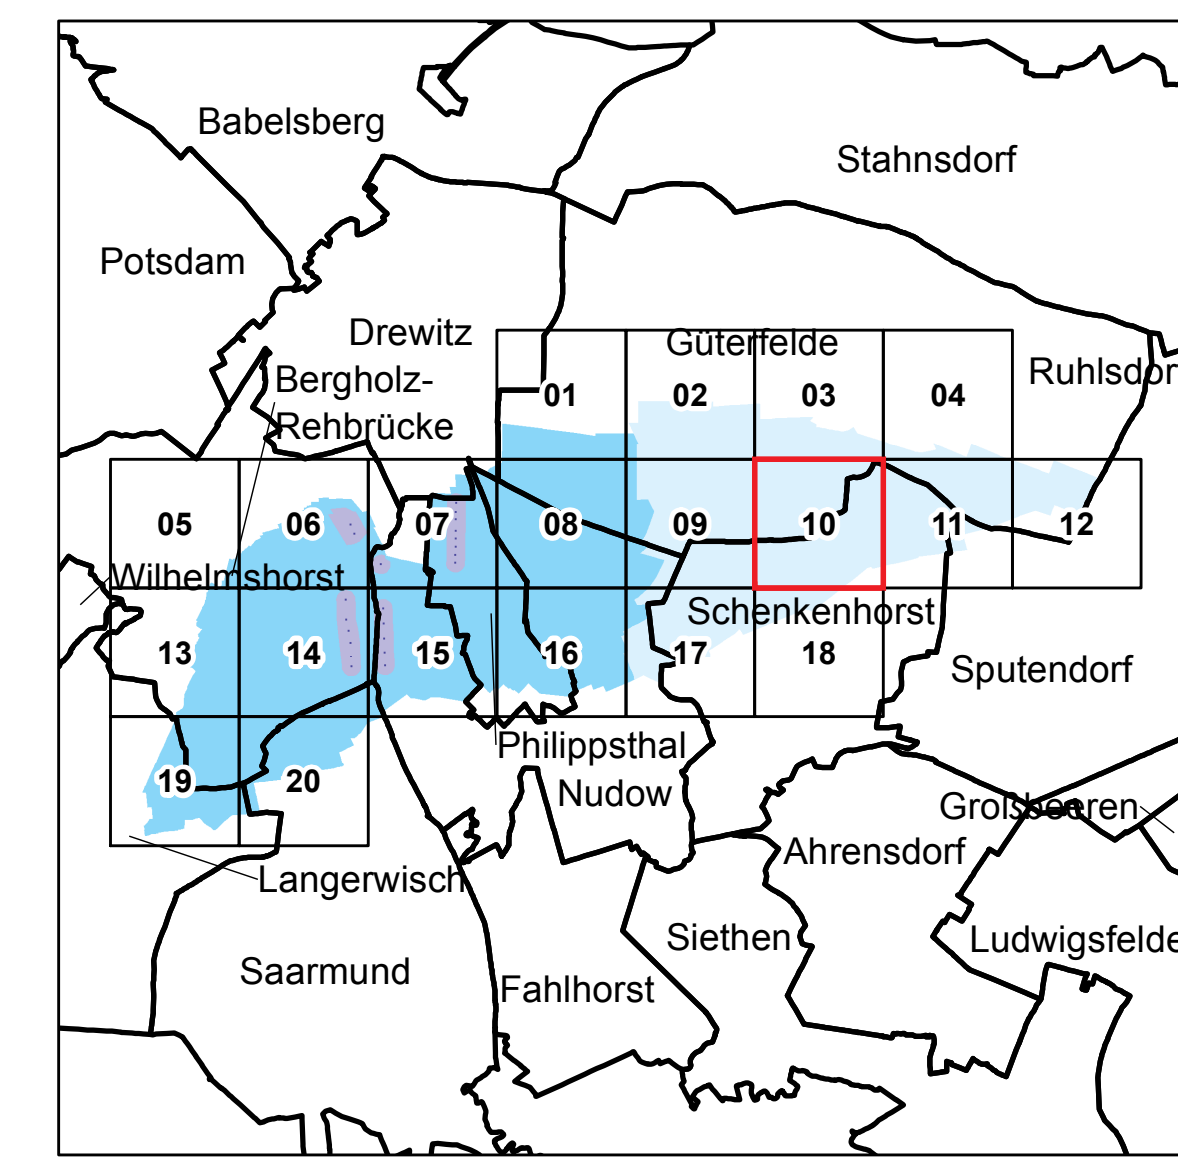 Babelsberg
Stahnsdorf
Potsdam
Drewitz
Güterfelde
Ruhlsdor
Bergholz-
Rehbrücke
01 02 03 04
05 06 07 08 09 10 11 12
Wilhelmshorst
Schenkenhorst
13 14 15 16 17 18
Sputendorf
Philippsthal
19 20
Nudow
Großbeeren
Ahrensdorf
Langerwisch
Siethen
Ludwigsfelde
Saarmund
Fahlhorst